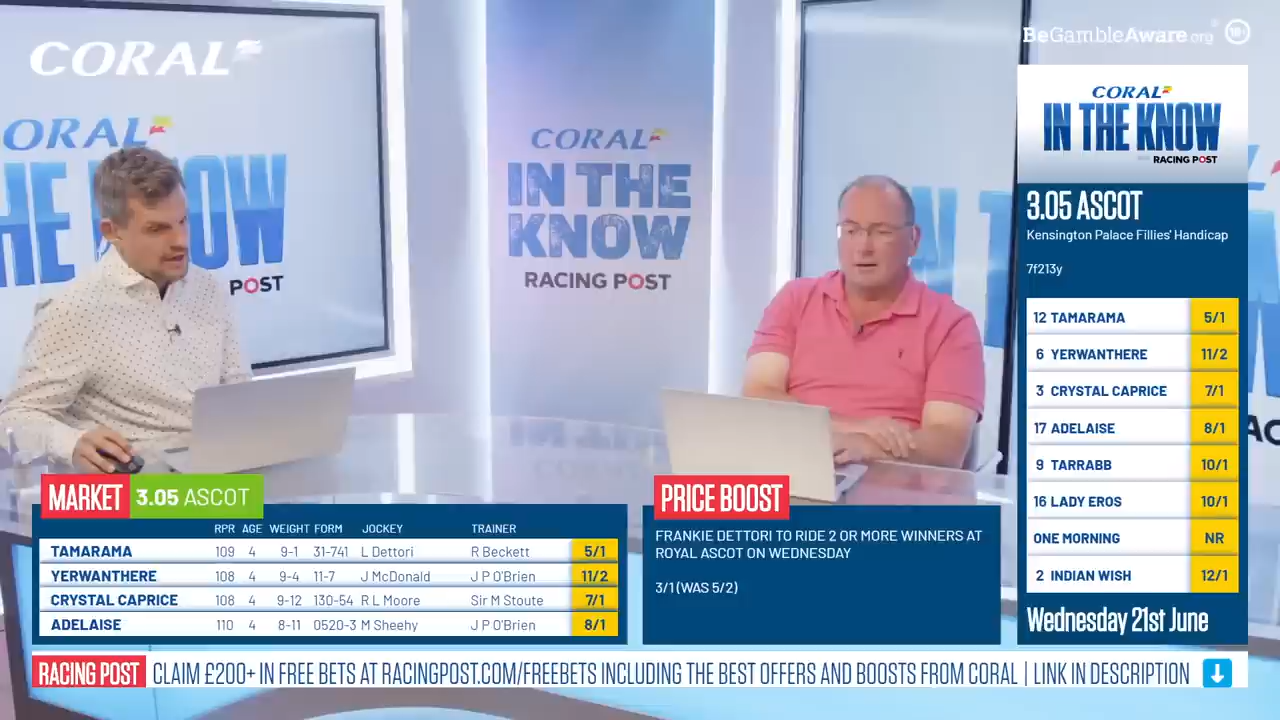 CORAL
BeGambleAware.org 18+
CORAL
IN THE KNOW
RACING POST
ORAL
THE KNOW
HE
POST
CORAL
IN THE
KNOW
RACING POST
3.05 ASCOT
Kensington Palace Fillies' Handicap
7f213y
12 TAMARAMA 5/1
6 YERWANTHERE 11/2
3 CRYSTAL CAPRICE 7/1
17 ADELAISE 8/1
9 TARRABB 10/1
16 LADY EROS 10/1
ONE MORNING NR
2 INDIAN WISH 12/1
Wednesday 21st June
MARKET 3.05 ASCOT
RPR AGE WEIGHT FORM JOCKEY TRAINER
TAMARAMA 109 4 9-1 31-741 L Dettori R Beckett 5/1
YERWANTHERE 108 4 9-4 11-7 J McDonald J P O'Brien 11/2
CRYSTAL CAPRICE 108 4 9-12 130-54 R L Moore Sir M Stoute 7/1
ADELAISE 110 4 8-11 0520-3 M Sheehy J P O'Brien 8/1
PRICE BOOST
FRANKIE DETTORI TO RIDE 2 OR MORE WINNERS AT
ROYAL ASCOT ON WEDNESDAY
3/1 (WAS 5/2)
RACING POST CLAIM £200+ IN FREE BETS AT RACINGPOST.COM/FREEBETS INCLUDING THE BEST OFFERS AND BOOSTS FROM CORAL | LINK IN DESCRIPTION